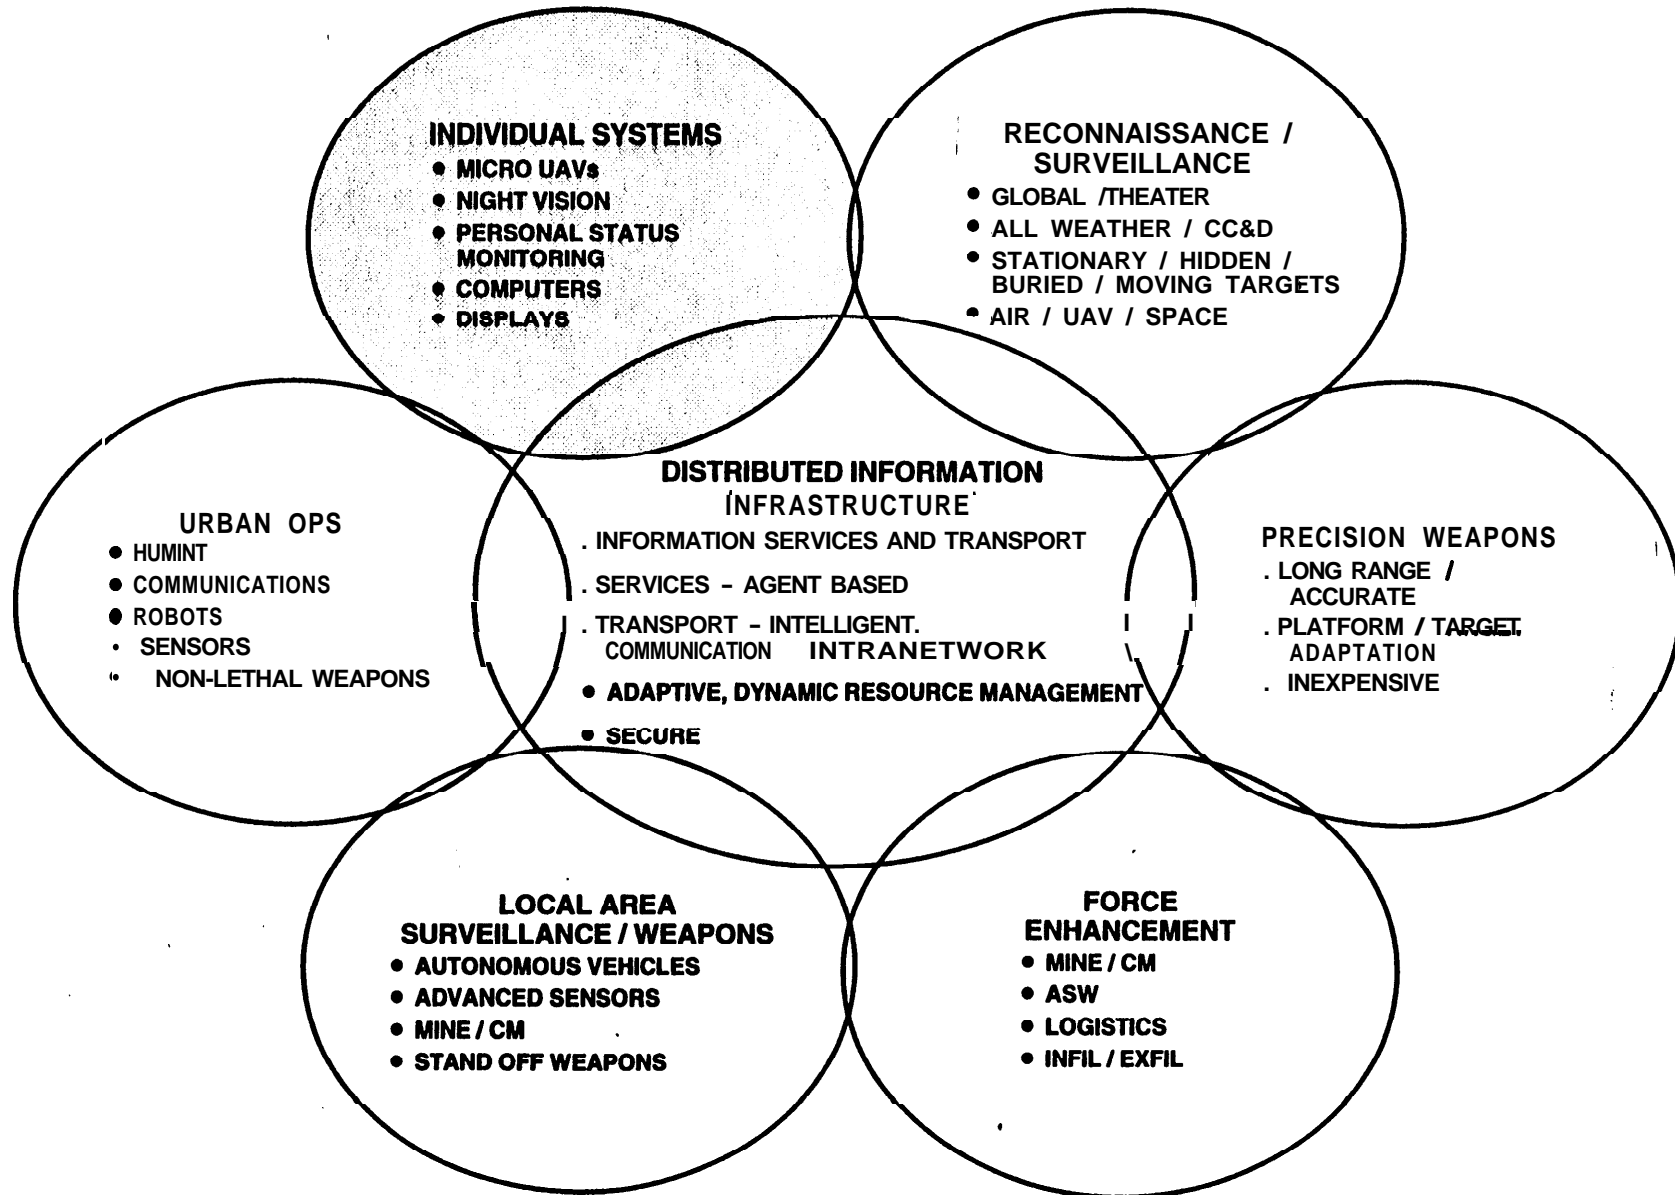 INDIVIDUAL SYSTEMS
● MICRO UAVs
● NIGHT VISION
● PERSONAL STATUS
MONITORING
● COMPUTERS
● DISPLAYS
RECONNAISSANCE /
SURVEILLANCE
● GLOBAL /THEATER
● ALL WEATHER / CC&D
● STATIONARY / HIDDEN /
BURIED / MOVING TARGETS
● AIR / UAV / SPACE
URBAN OPS
● HUMINT
● COMMUNICATIONS
● ROBOTS
• SENSORS
• NON-LETHAL WEAPONS
DISTRIBUTED INFORMATION
INFRASTRUCTURE
. INFORMATION SERVICES AND TRANSPORT
. SERVICES – AGENT BASED
. TRANSPORT – INTELLIGENT.
COMMUNICATION INTRANETWORK
● ADAPTIVE, DYNAMIC RESOURCE MANAGEMENT
● SECURE
PRECISION WEAPONS
. LONG RANGE /
ACCURATE
. PLATFORM / TARGET
ADAPTATION
. INEXPENSIVE
LOCAL AREA
SURVEILLANCE / WEAPONS
● AUTONOMOUS VEHICLES
● ADVANCED SENSORS
● MINE / CM
● STAND OFF WEAPONS
FORCE
ENHANCEMENT
● MINE / CM
● ASW
● LOGISTICS
● INFIL / EXFIL